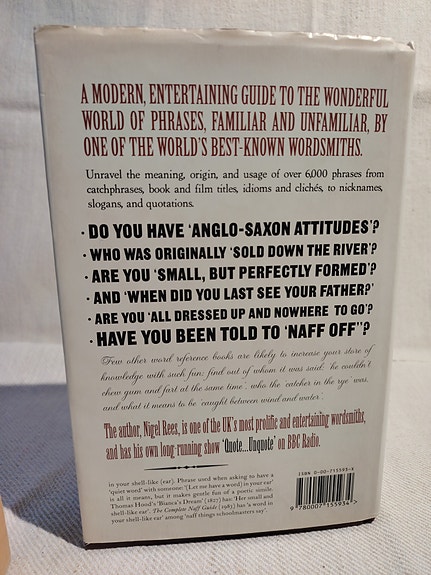 A MODERN, ENTERTAINING GUIDE TO THE WONDERFUL
WORLD OF PHRASES, FAMILIAR AND UNFAMILIAR, BY
ONE OF THE WORLD'S BEST-KNOWN WORDSMITHS.
Unravel the meaning, origin, and usage of over 6,000 phrases from
catchphrases, book and film titles, idioms and clichés, to nicknames,
slogans, and quotations.
· DO YOU HAVE 'ANGLO-SAXON ATTITUDES'?
· WHO WAS ORIGINALLY 'SOLD DOWN THE RIVER'?
· ARE YOU 'SMALL, BUT PERFECTLY FORMED'?
· AND 'WHEN DID YOU LAST SEE YOUR FATHER?'
· ARE YOU 'ALL DRESSED UP AND NOWHERE TO GO'?
· HAVE YOU BEEN TOLD TO 'NAFF OFF"?
Few other word reference books are likely to increase your store of
knowledge with such fun: find out of whom it was said, 'he couldn't
chew gum and fart at the same time', who the 'catcher in the rye' was,
and what it means to be 'caught between wind and water'.
The author, Nigel Rees, is one of the UK's most prolific and entertaining wordsmiths,
and has his own long-running show 'Quote...Unquote' on BBC Radio.
in your shell-like (ear). Phrase used when asking to have a
'quiet word' with someone '[Let me have a word] in your ear'
is all it means, but it makes gentle fun of a poetic simile.
Thomas Hood's 'Bianca's Dream' (1827) has: 'Her small and
shell-like ear'. The Complete Naff Guide (1983) has 'a word in
your shell-like ear' among 'naff things schoolmasters say'.
ISBN 0-00-715593-8
9 780007 155934 >